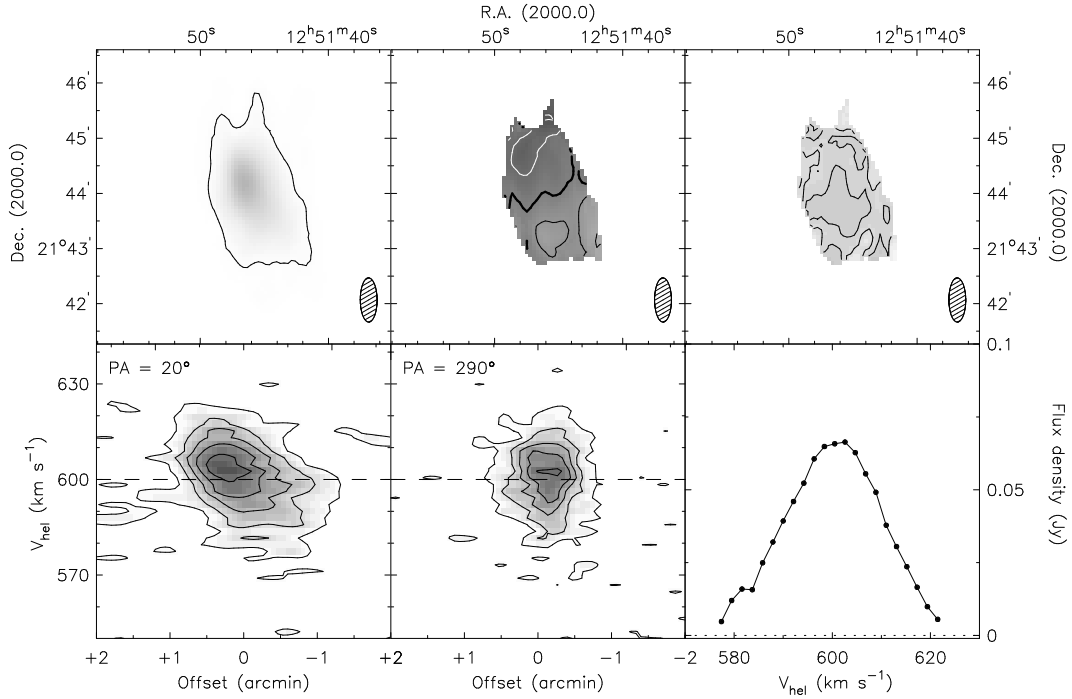 R.A. (2000.0)
50ˢ 12ʰ51ᵐ40ˢ 50ˢ 12ʰ51ᵐ40ˢ 50ˢ 12ʰ51ᵐ40ˢ
46' 46'
45' 45'
Dec. (2000.0) 44' 44' Dec. (2000.0)
21°43' 21°43'
42' 42'
0.1
PA = 20° PA = 290°
630
V_hel (km s⁻¹) 600 0.05 Flux density (Jy)
570
0
+2 +1 0 −1 +2 +1 0 −1 −2 580 600 620
Offset (arcmin) Offset (arcmin) V_hel (km s⁻¹)